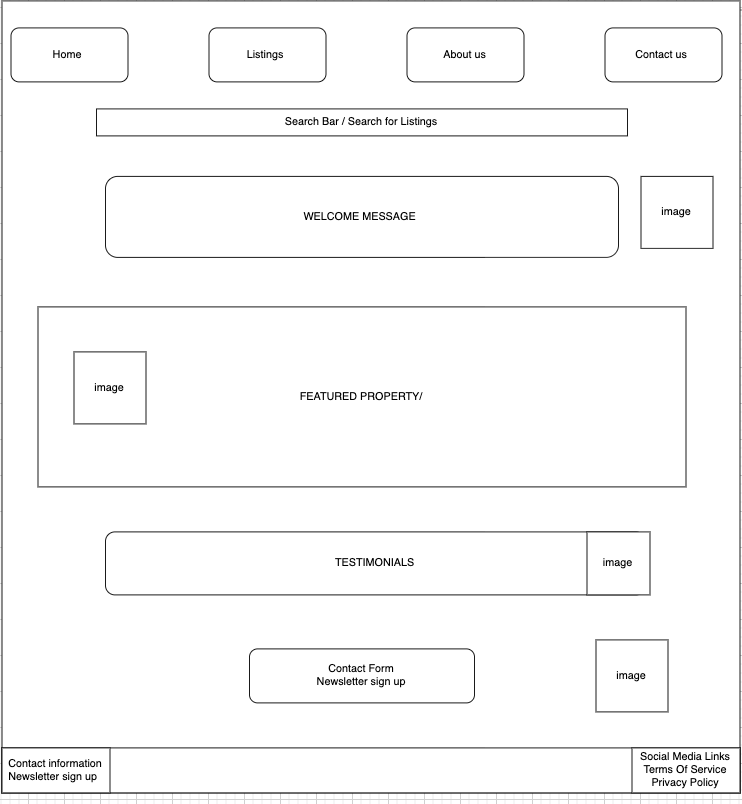 Home
Listings
About us
Contact us
Search Bar / Search for Listings
WELCOME MESSAGE
image
image
FEATURED PROPERTY/
TESTIMONIALS
image
Contact Form
Newsletter sign up
image
Contact information
Newsletter sign up
Social Media Links
Terms Of Service
Privacy Policy